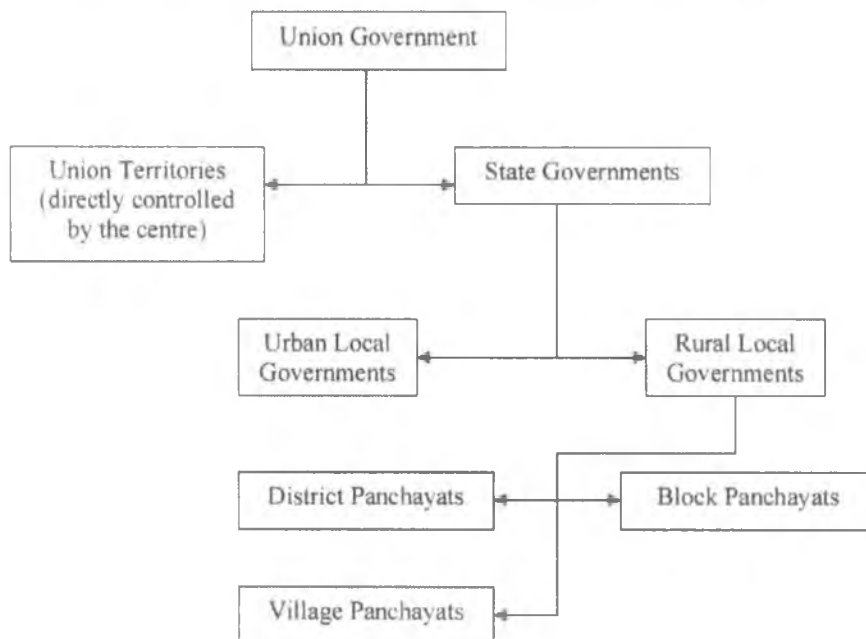 Union Government
Union Territories
(directly controlled
by the centre)
State Governments
Urban Local
Governments
Rural Local
Governments
District Panchayats
Block Panchayats
Village Panchayats